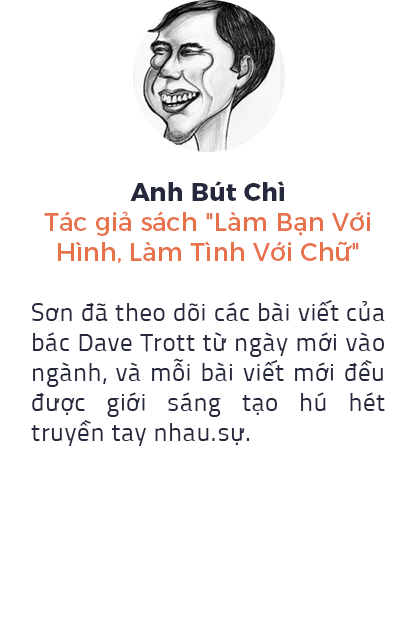 Anh Bút Chì
Tác giả sách "Làm Bạn Với
Hình, Làm Tình Với Chữ"
Sơn đã theo dõi các bài viết của
bác Dave Trott từ ngày mới vào
ngành, và mỗi bài viết mới đều
được giới sáng tạo hú hét
truyền tay nhau.sự.